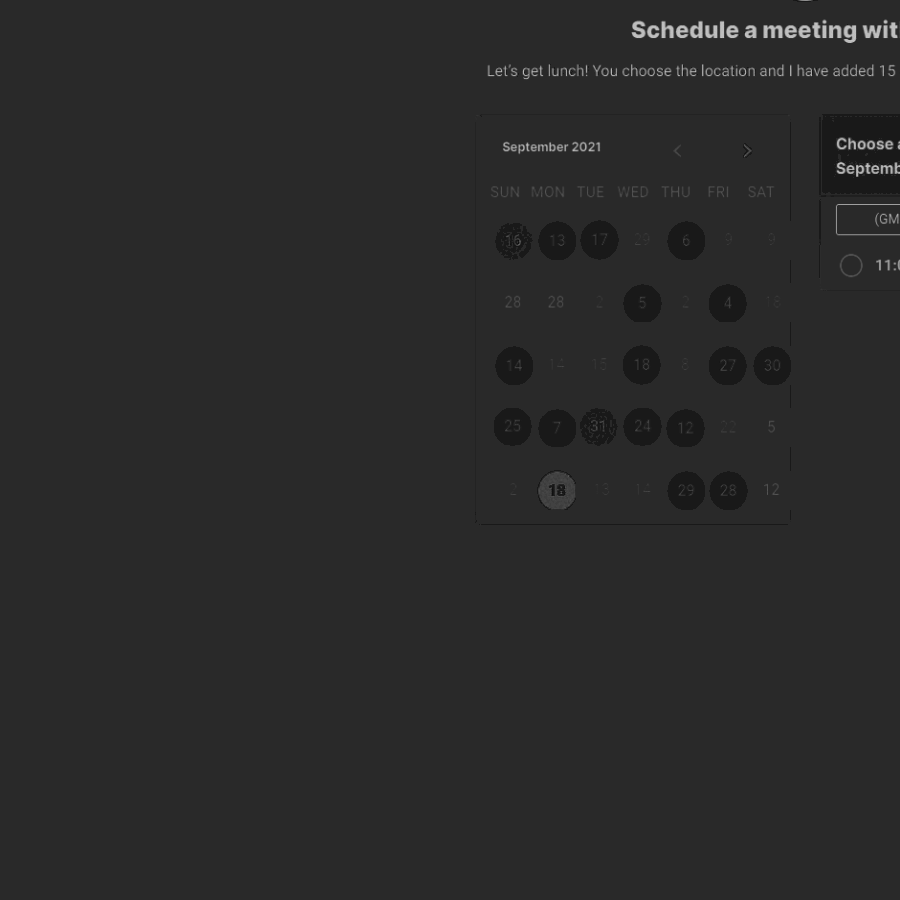 Schedule a meeting wit
Let's get lunch! You choose the location and I have added 15
September 2021
SUN MON TUE WED THU FRI SAT
16 13 17 29 6 9 9
28 28 2 5 2 4 18
14 14 15 18 8 27 30
25 7 31 24 12 22 5
2 18 13 14 29 28 12
Choose
Septemb
(GM
11:0